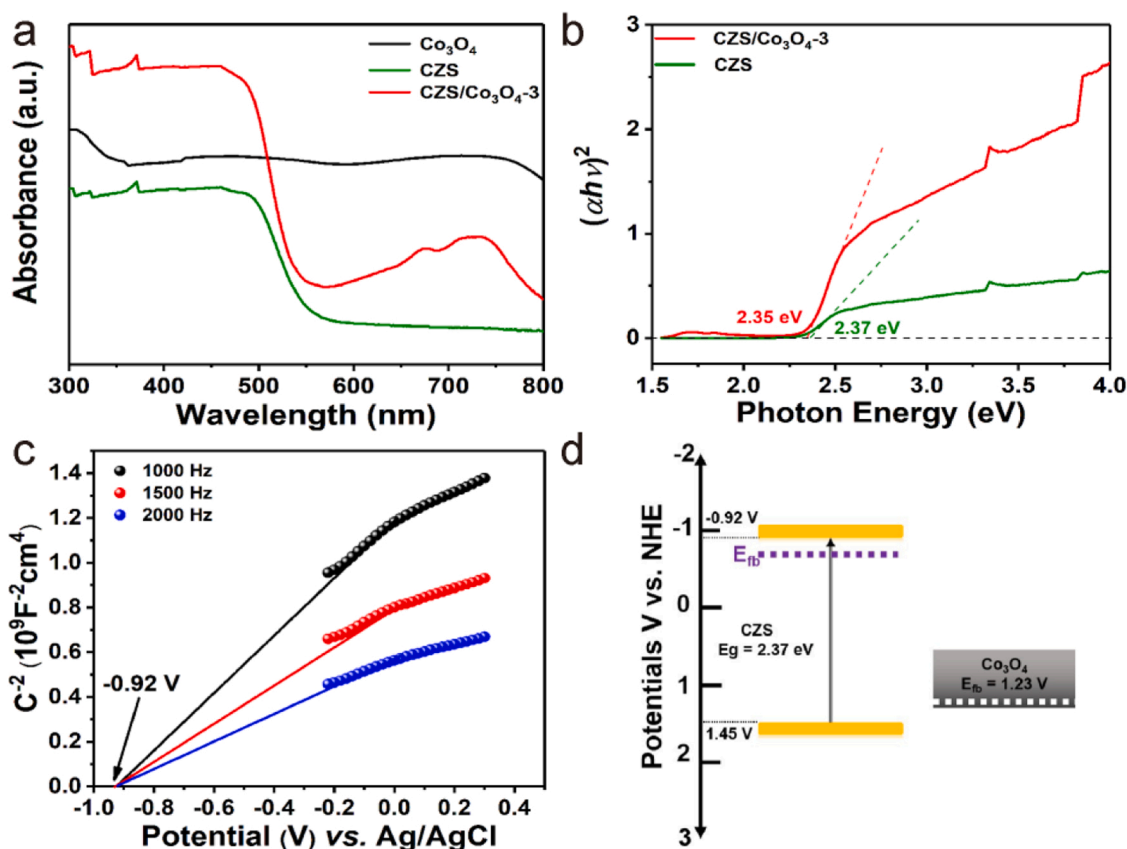 a
Absorbance (a.u.)
Co₃O₄
CZS
CZS/Co₃O₄-3
300 400 500 600 700 800
Wavelength (nm)
b
(αhν)²
3
2
1
0
CZS/Co₃O₄-3
CZS
2.35 eV
2.37 eV
1.5 2.0 2.5 3.0 3.5 4.0
Photon Energy (eV)
c
C⁻² (10⁹F⁻²cm4)
1.4
1.2
1.0
0.8
0.6
0.4
0.2
0.0
1000 Hz
1500 Hz
2000 Hz
-0.92 V
-1.0 -0.8 -0.6 -0.4 -0.2 0.0 0.2 0.4
Potential (V) vs. Ag/AgCl
d
Potentials V vs. NHE
-2
-1
0
1
2
3
-0.92 V
E_fb
CZS
Eg = 2.37 eV
1.45 V
Co₃O₄
E_fb = 1.23 V